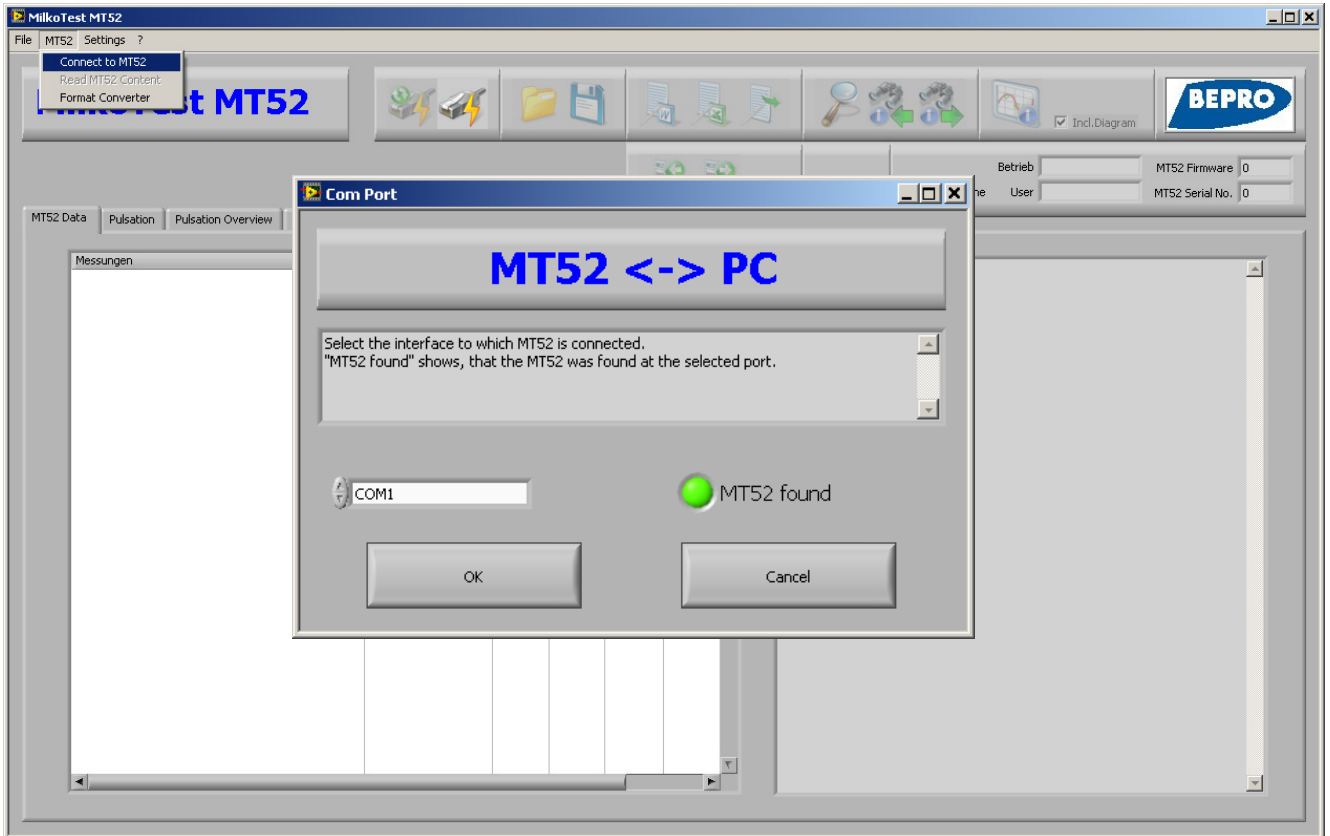 MilkoTest MT52
File MT52 Settings ?
Connect to MT52
Read MT52 Content
Format Converter
t MT52
W
X
Incl.Diagram
BEPRO
Betrieb
MT52 Firmware 0
User
MT52 Serial No. 0
MT52 Data Pulsation Pulsation Overview
Messungen
Com Port
MT52 <-> PC
Select the interface to which MT52 is connected.
"MT52 found" shows, that the MT52 was found at the selected port.
COM1
MT52 found
OK
Cancel